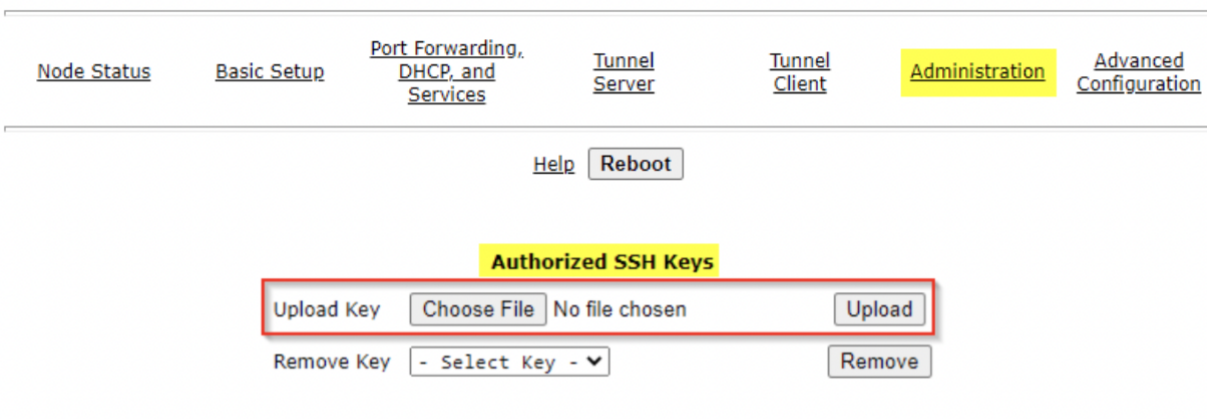 Node Status
Basic Setup
Port Forwarding,
DHCP, and
Services
Tunnel
Server
Tunnel
Client
Administration
Advanced
Configuration
Help Reboot
Authorized SSH Keys
Upload Key Choose File No file chosen Upload
Remove Key - Select Key - Remove